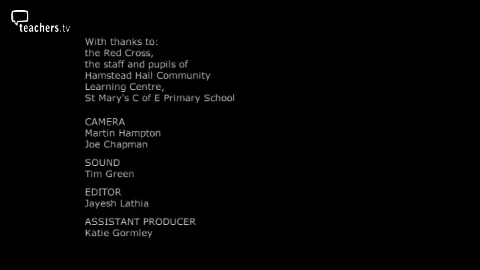 teachers.tv
With thanks to:
the Red Cross,
the staff and pupils of
Hamstead Hall Community
Learning Centre,
St Mary's C of E Primary School
CAMERA
Martin Hampton
Joe Chapman
SOUND
Tim Green
EDITOR
Jayesh Lathia
ASSISTANT PRODUCER
Katie Gormley